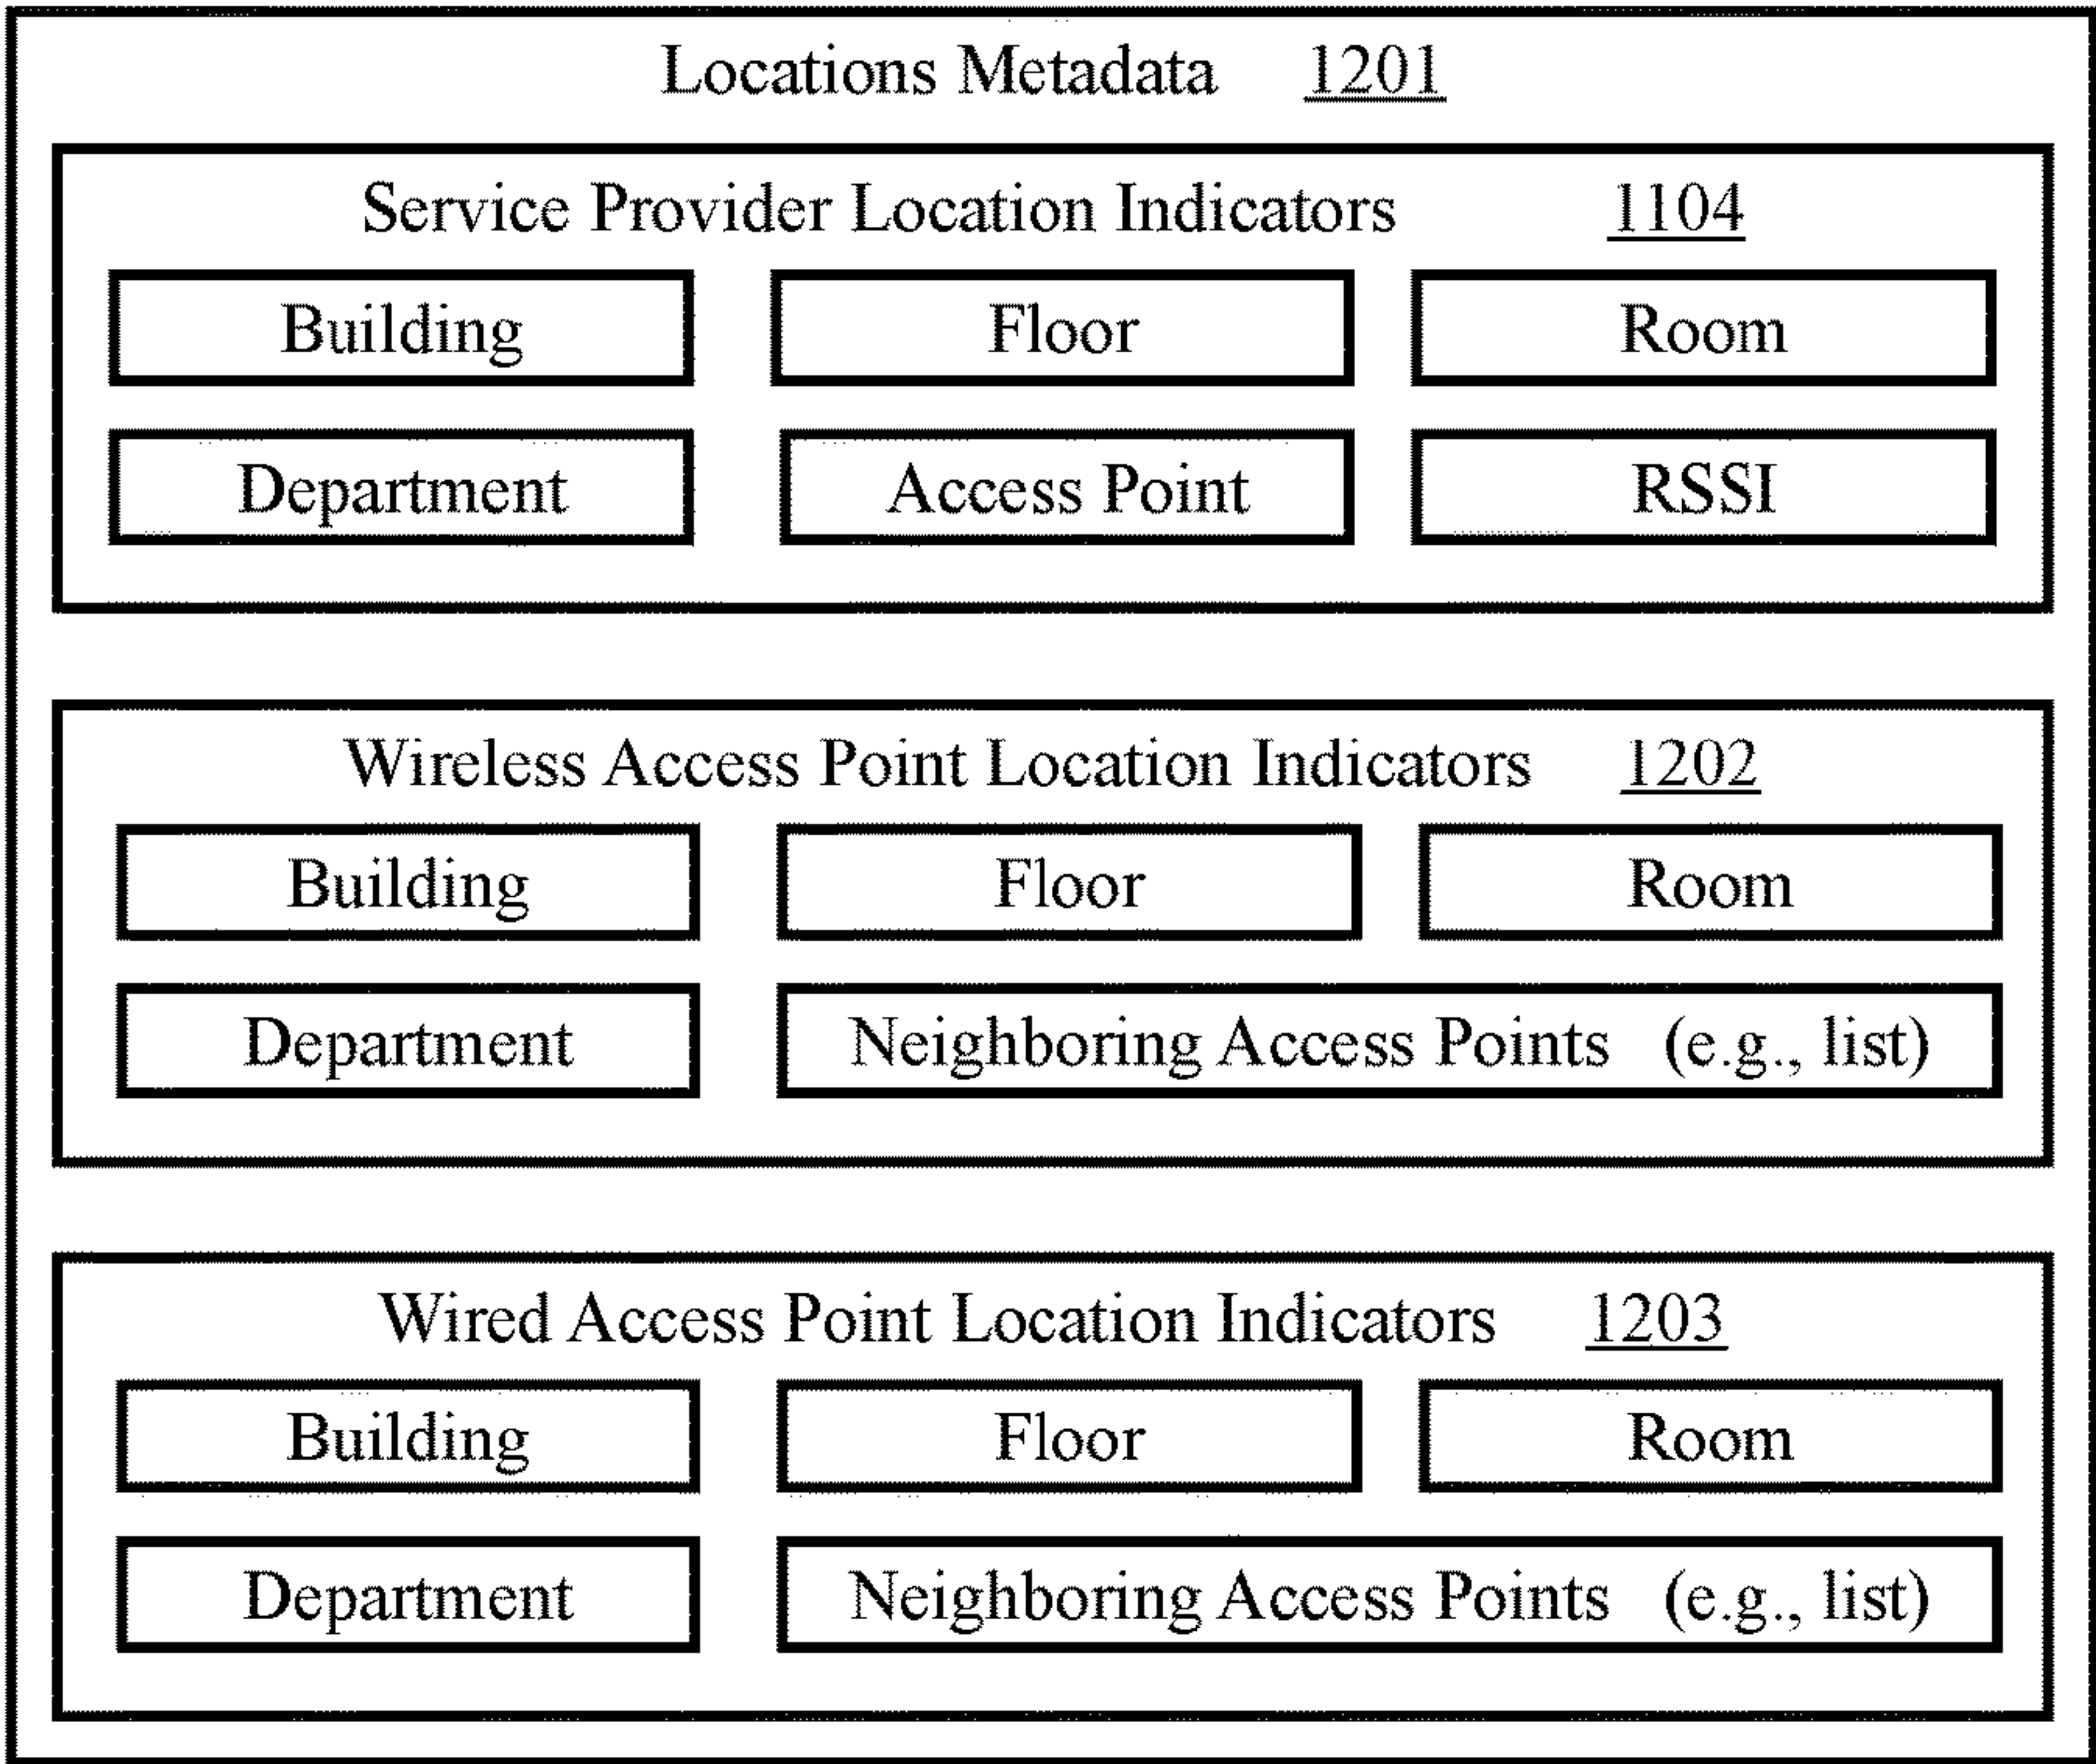 Locations Metadata 1201
Service Provider Location Indicators 1104
Building Floor Room
Department Access Point RSSI
Wireless Access Point Location Indicators 1202
Building Floor Room
Department Neighboring Access Points (e.g., list)
Wired Access Point Location Indicators 1203
Building Floor Room
Department Neighboring Access Points (e.g., list)